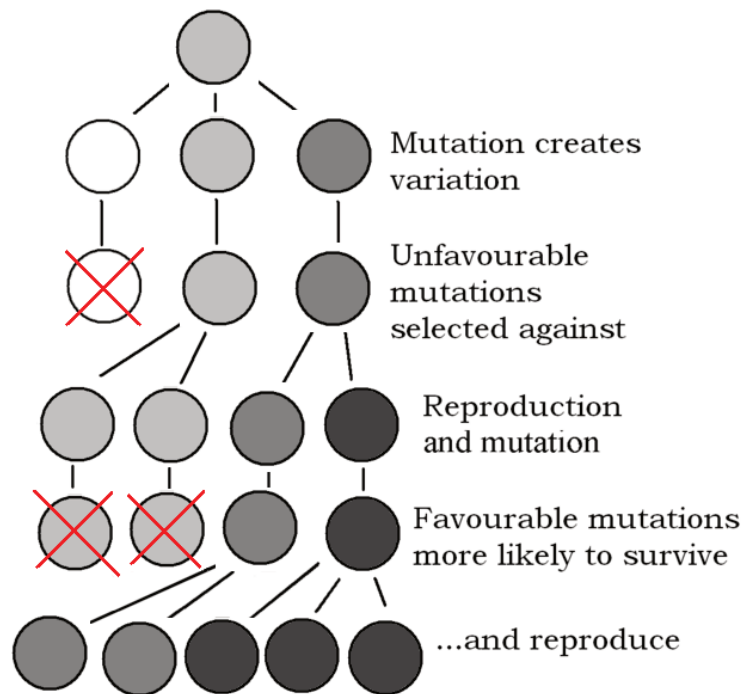 Mutation creates
variation
Unfavourable
mutations
selected against
Reproduction
and mutation
Favourable mutations
more likely to survive
...and reproduce